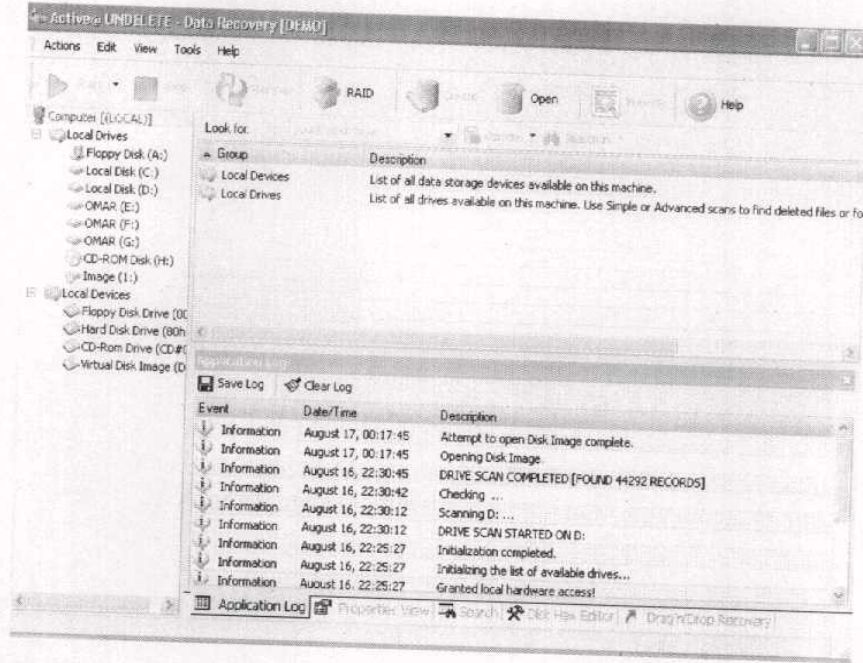 Active@ UNDELETE - Data Recovery [DEMO]
Actions Edit View Tools Help
RAID Open Help
Computer [(LOCAL)]
Local Drives
Floppy Disk (A:)
Local Disk (C:)
Local Disk (D:)
OMAR (E:)
OMAR (F:)
OMAR (G:)
CD-ROM Disk (H:)
Image (1:)
Local Devices
Floppy Disk Drive (00
Hard Disk Drive (80h
CD-Rom Drive (CD#0
Virtual Disk Image (D
Look for:
Group Description
Local Devices List of all data storage devices available on this machine.
Local Drives List of all drives available on this machine. Use Simple or Advanced scans to find deleted files or fo
Application Log
Save Log Clear Log
Event Date/Time Description
Information August 17, 00:17:45 Attempt to open Disk Image complete.
Information August 17, 00:17:45 Opening Disk Image.
Information August 16, 22:30:45 DRIVE SCAN COMPLETED [FOUND 44292 RECORDS]
Information August 16, 22:30:42 Checking ...
Information August 16, 22:30:12 Scanning D: ...
Information August 16, 22:30:12 DRIVE SCAN STARTED ON D:
Information August 16, 22:25:27 Initialization completed.
Information August 16, 22:25:27 Initializing the list of available drives...
Information August 16, 22:25:27 Granted local hardware access!
Application Log Properties View Search Disk Hex Editor Drag'n'Drop Recovery